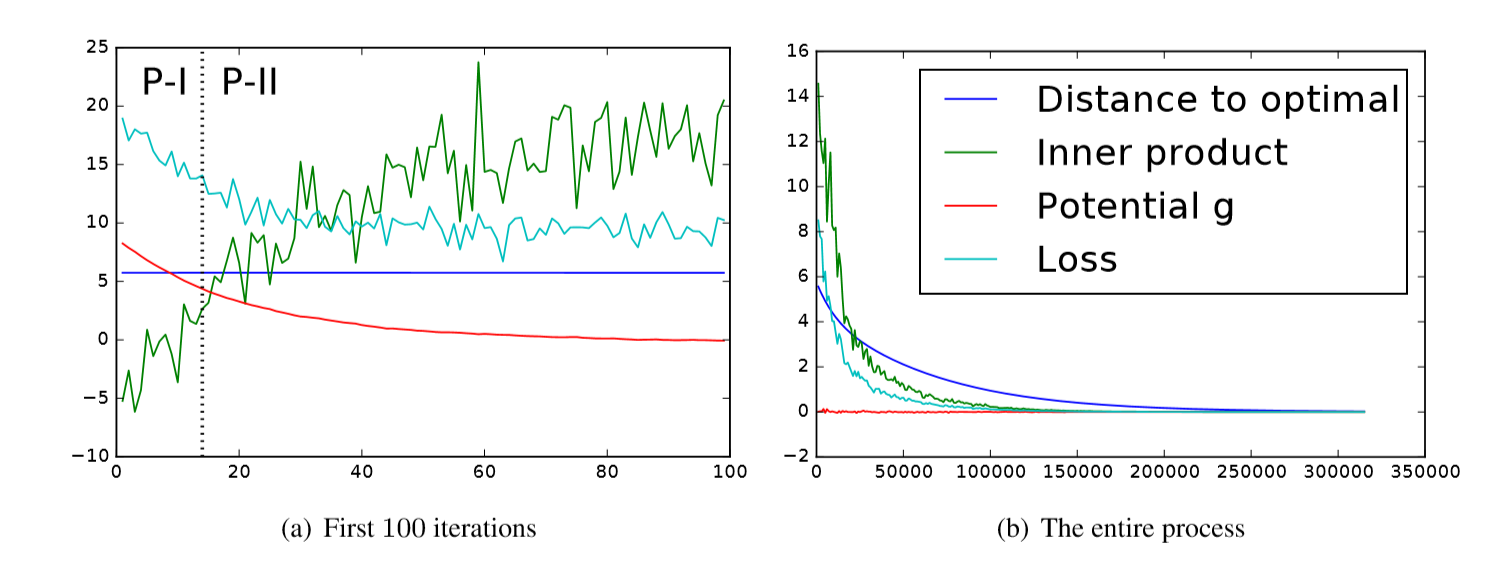 25
20
15
10
5
0
−5
−10
P-I P-II
0 20 40 60 80 100
(a) First 100 iterations
16
14
12
10
8
6
4
2
0
−2
Distance to optimal
Inner product
Potential g
Loss
0 50000 100000 150000 200000 250000 300000 350000
(b) The entire process